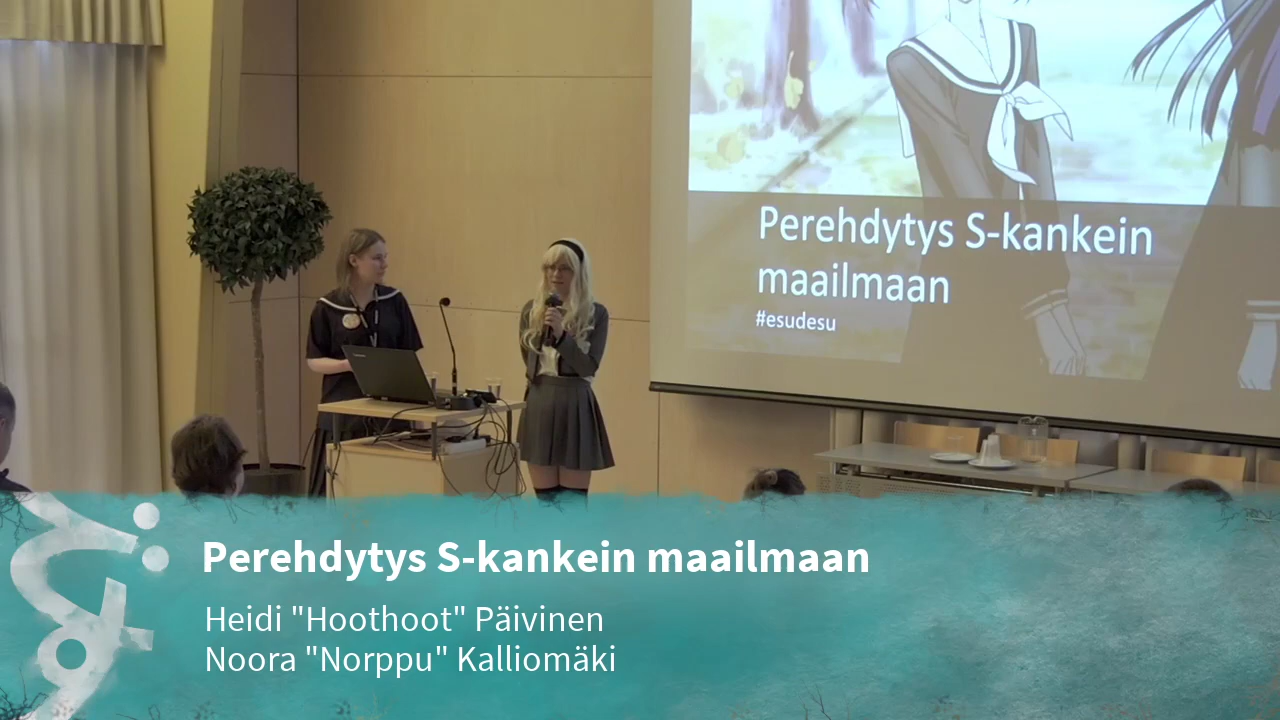 Perehdytys S-kankein
maailmaan
#esudesu
Perehdytys S-kankein maailmaan
Heidi "Hoothoot" Päivinen
Noora "Norppu" Kalliomäki